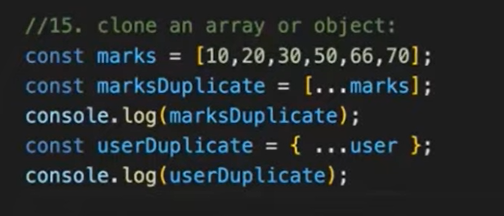 //15. clone an array or object:
const marks = [10,20,30,50,66,70];
const marksDuplicate = [...marks];
console.log(marksDuplicate);
const userDuplicate = { ...user };
console.log(userDuplicate);